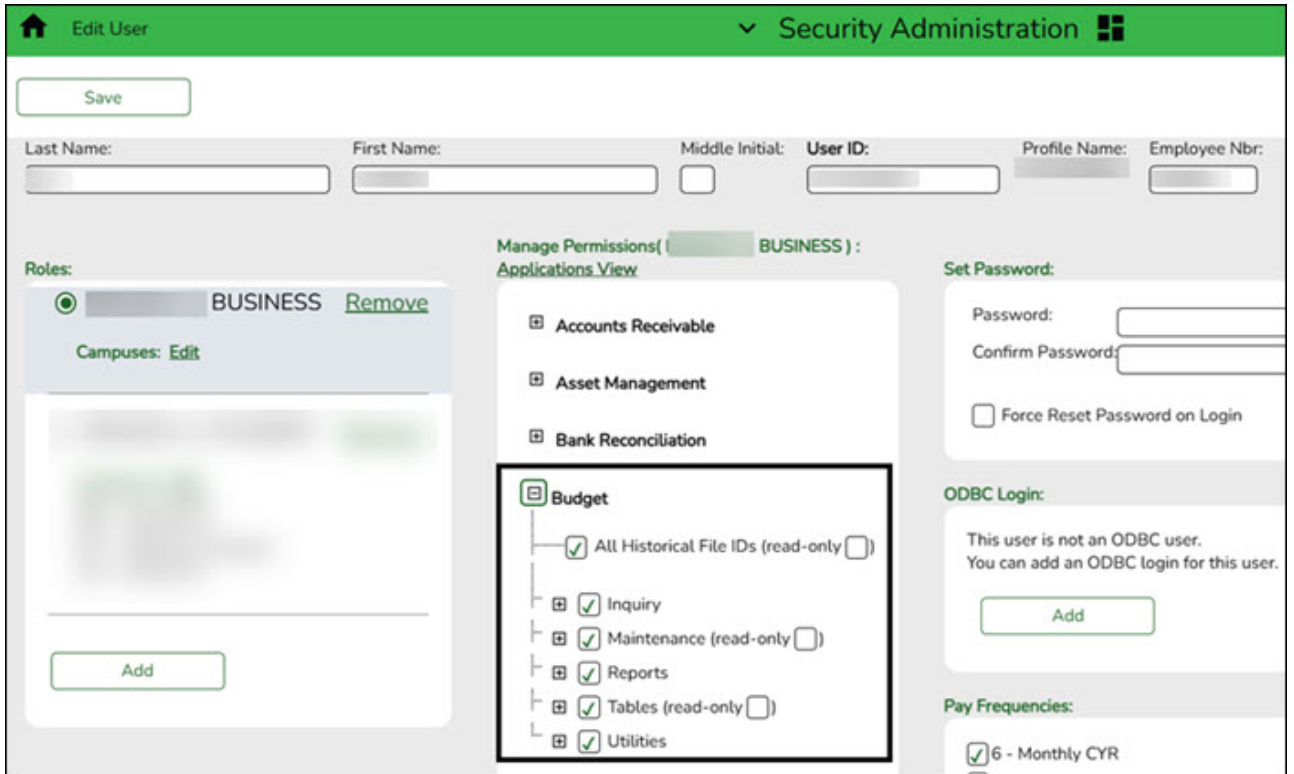 Edit User
Security Administration
Save
Last Name:
First Name:
Middle Initial:
User ID:
Profile Name:
Employee Nbr:
Roles:
BUSINESS Remove
Campuses: Edit
Add
Manage Permissions( BUSINESS ) :
Applications View
Accounts Receivable
Asset Management
Bank Reconciliation
Budget
All Historical File IDs (read-only )
Inquiry
Maintenance (read-only )
Reports
Tables (read-only )
Utilities
Set Password:
Password:
Confirm Password:
Force Reset Password on Login
ODBC Login:
This user is not an ODBC user.
You can add an ODBC login for this user.
Add
Pay Frequencies:
6 - Monthly CYR